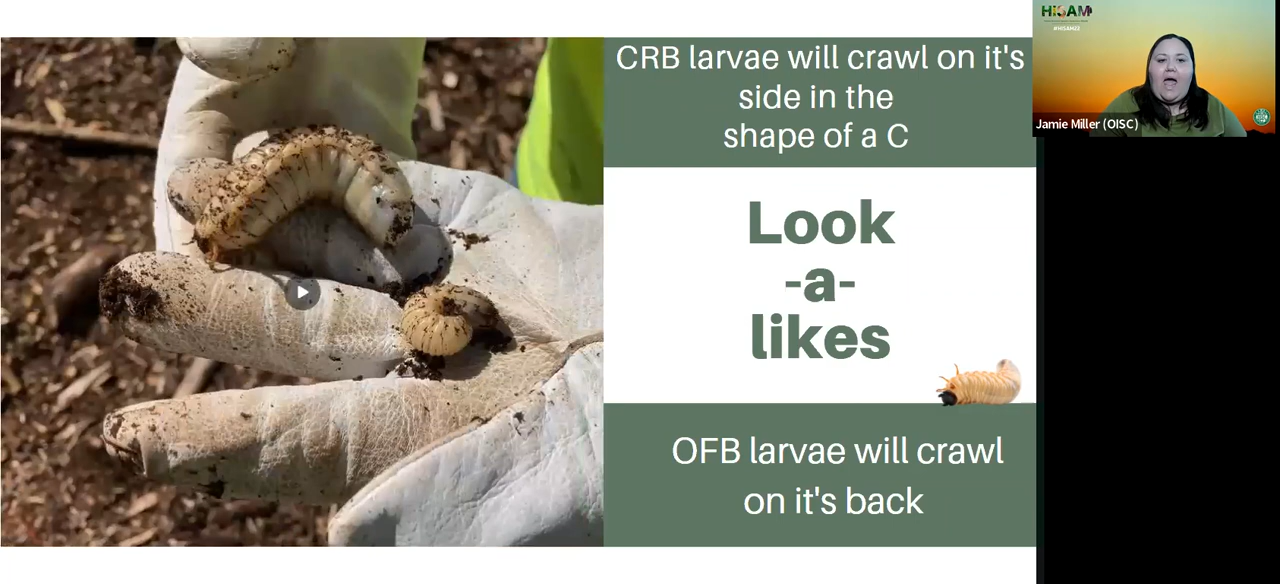 CRB larvae will crawl on it's
side in the
shape of a C
Look
-a-
likes
OFB larvae will crawl
on it's back
HISAM
#HISAM22
Jamie Miller (OISC)